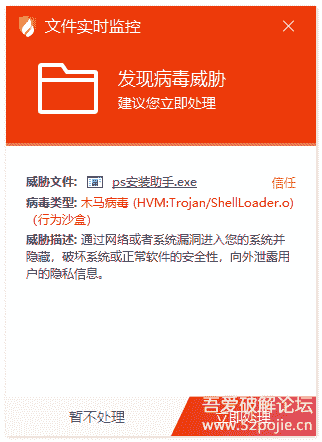 文件实时监控
发现病毒威胁
建议您立即处理
威胁文件: ps安装助手.exe 信任
病毒类型: 木马病毒 (HVM:Trojan/ShellLoader.o)
（行为沙盒）
威胁描述: 通过网络或者系统漏洞进入您的系统并
隐藏，破坏系统或正常软件的安全性，向外泄露用
户的隐私信息。
暂不处理 立即处理
吾爱破解论坛
www.52pojie.cn